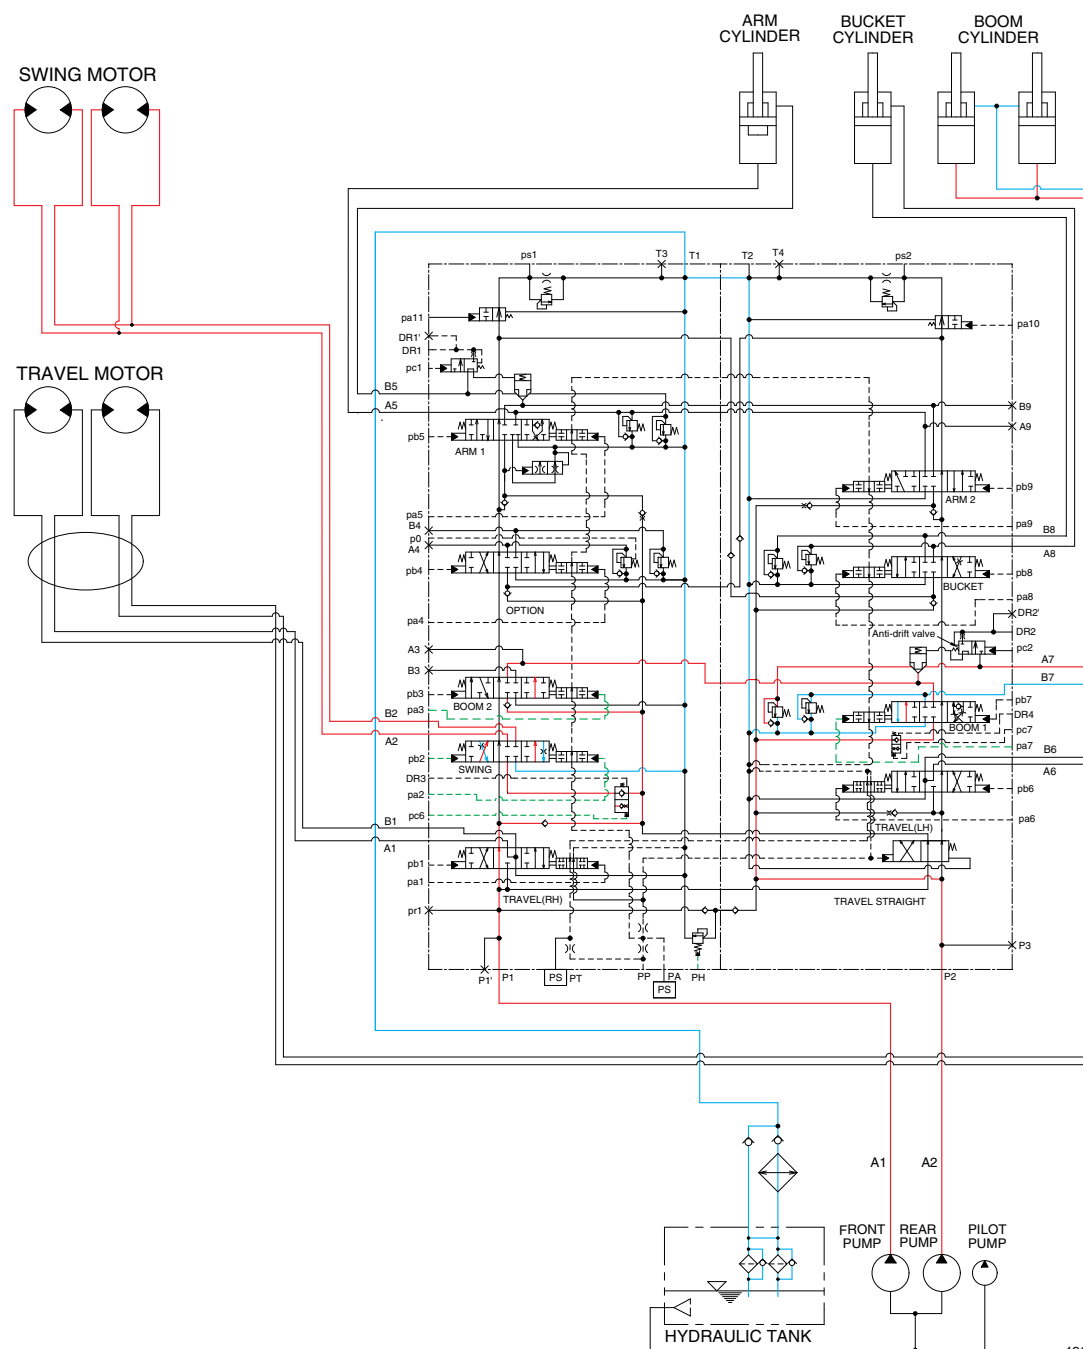 ARM
CYLINDER
BUCKET
CYLINDER
BOOM
CYLINDER
SWING MOTOR
TRAVEL MOTOR
ps1
T3
T1
T2
T4
ps2
pa11
pa10
DR1'
DR1
pc1
B5
A5
B9
A9
pb5
ARM 1
pb9
ARM 2
pa5
B4
p0
A4
pa9
B8
A8
pb4
pb8
BUCKET
OPTION
pa8
DR2'
pa4
Anti-drift valve
DR2
A3
pc2
A7
B3
B7
pb3
BOOM 2
pa3
pb7
BOOM 1
DR4
B2
pc7
A2
pa7
B6
pb2
SWING
A6
DR3
pb6
pa2
pc6
pa6
B1
TRAVEL(LH)
A1
pb1
pa1
TRAVEL(RH)
TRAVEL STRAIGHT
pr1
P3
P1'
P1
PS
PT
PP
PA
PS
PH
P2
A1
A2
FRONT
PUMP
REAR
PUMP
PILOT
PUMP
HYDRAULIC TANK